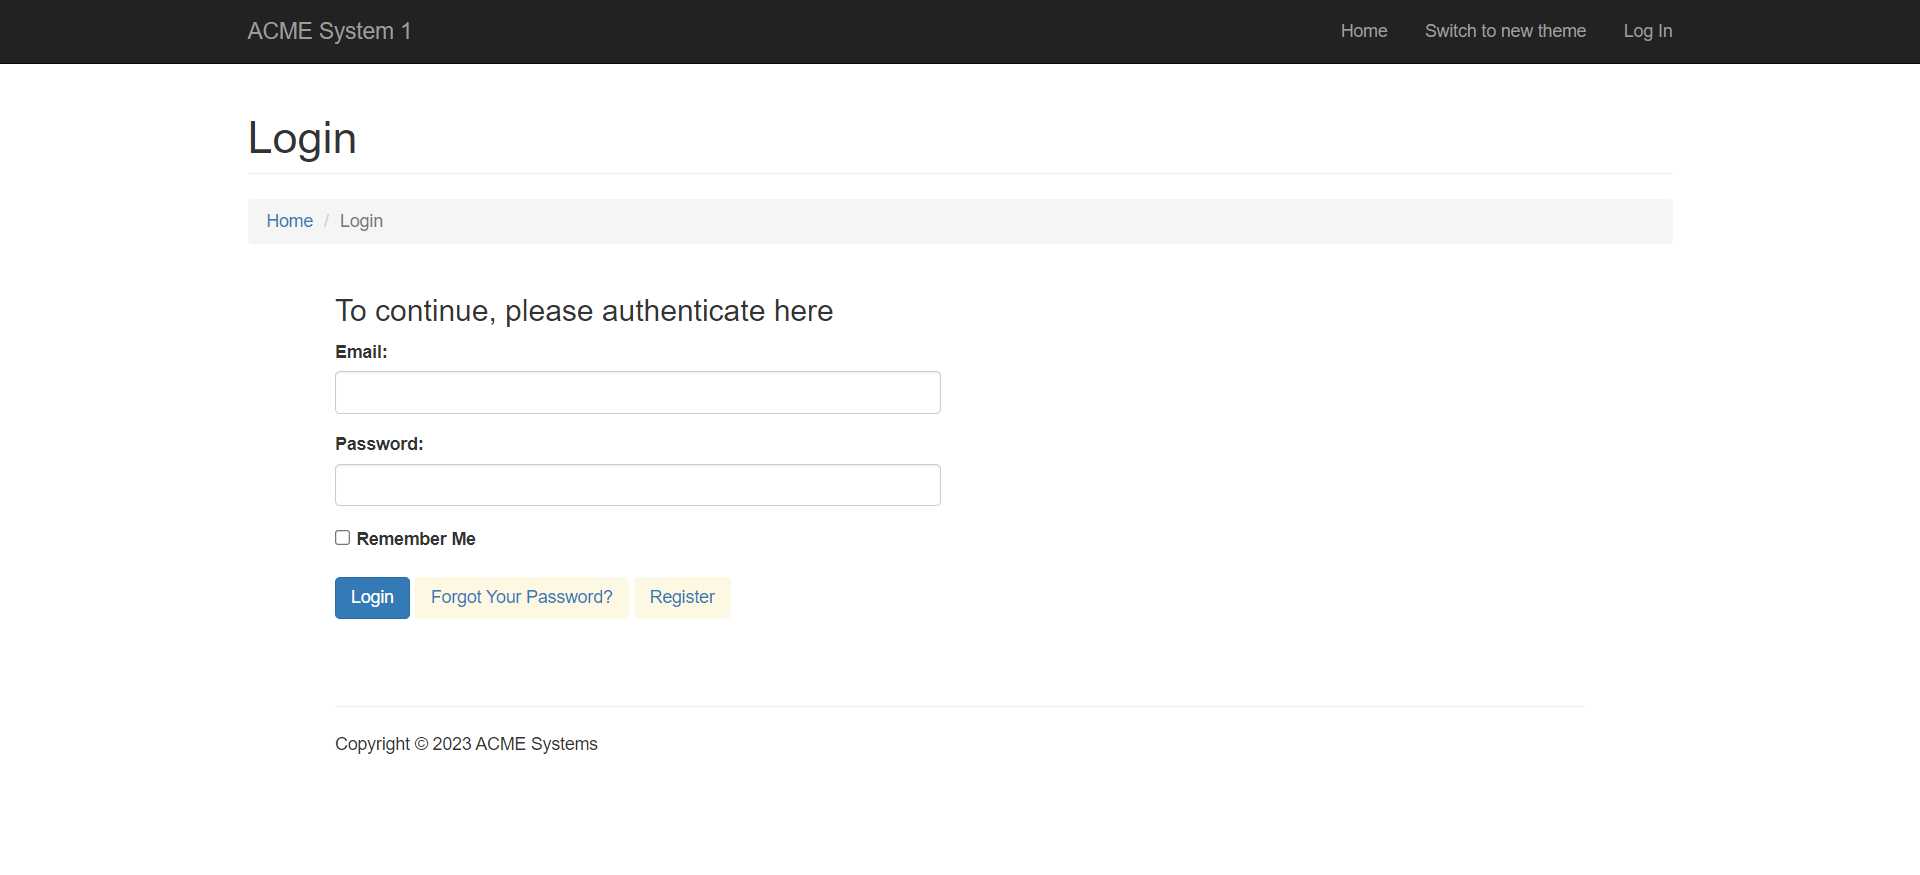 ACME System 1 Home Switch to new theme Log In
Login
Home / Login
To continue, please authenticate here
Email:
Password:
Remember Me
Login Forgot Your Password? Register
Copyright © 2023 ACME Systems